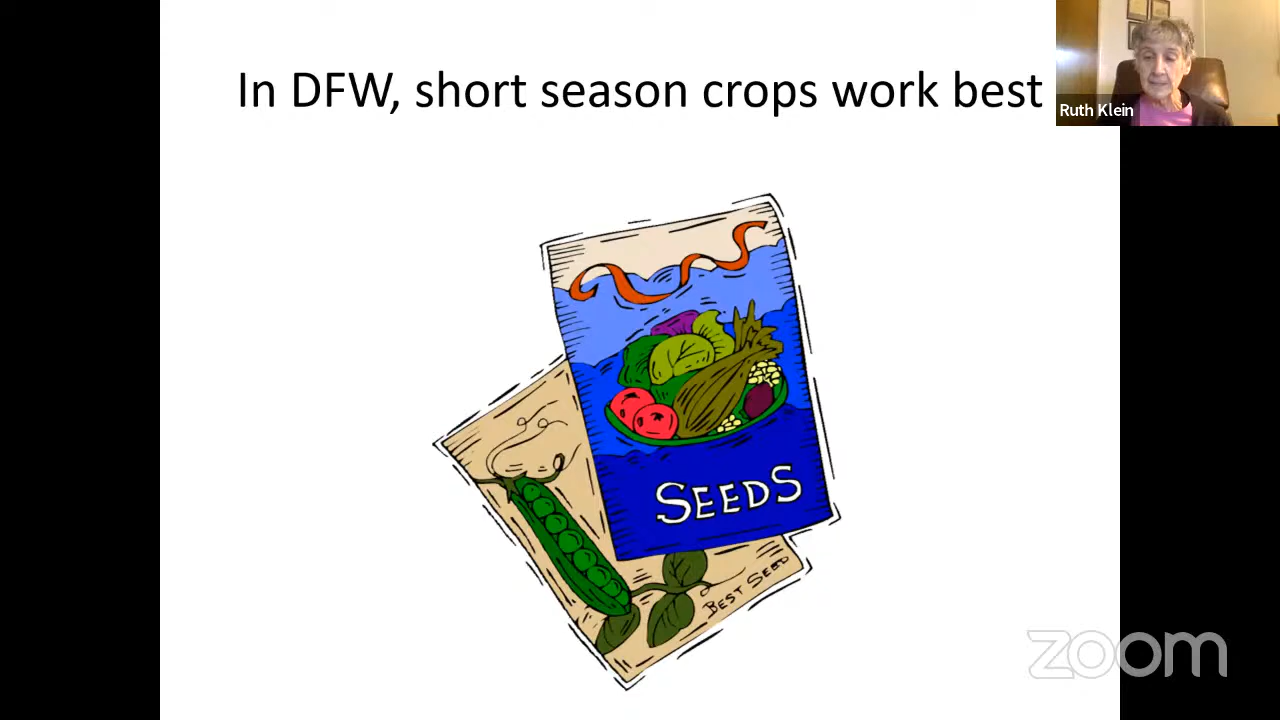 In DFW, short season crops work best
Ruth Klein
SEEDS
BEST SEED
zoom